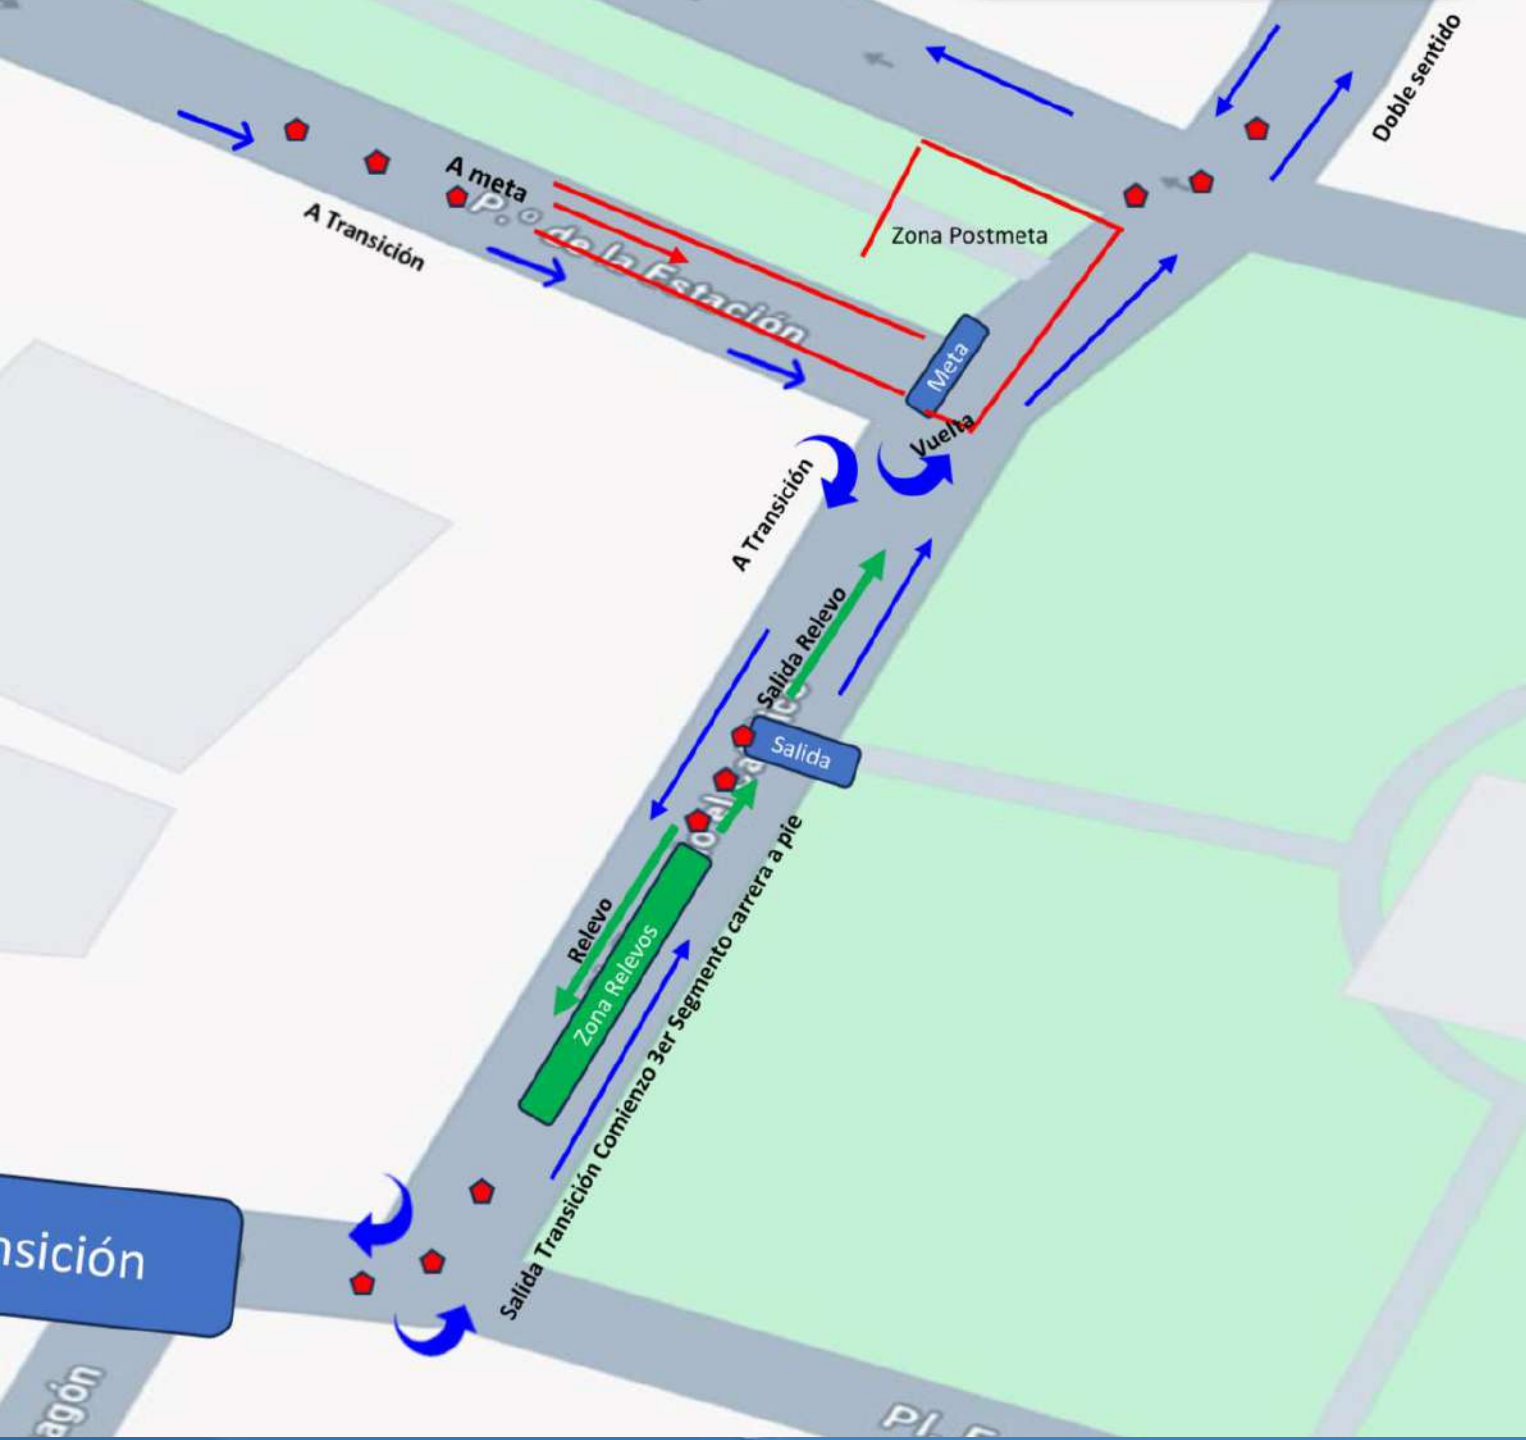 Doble sentido
A meta
P.º de la Estación
A Transición
Zona Postmeta
Meta
Vuelta
A Transición
Salida Relevo
Salida
Relevo
Zona Relevos
Salida Transición Comienzo 3er Segmento carrera a pie
nsición
agón
Pl.